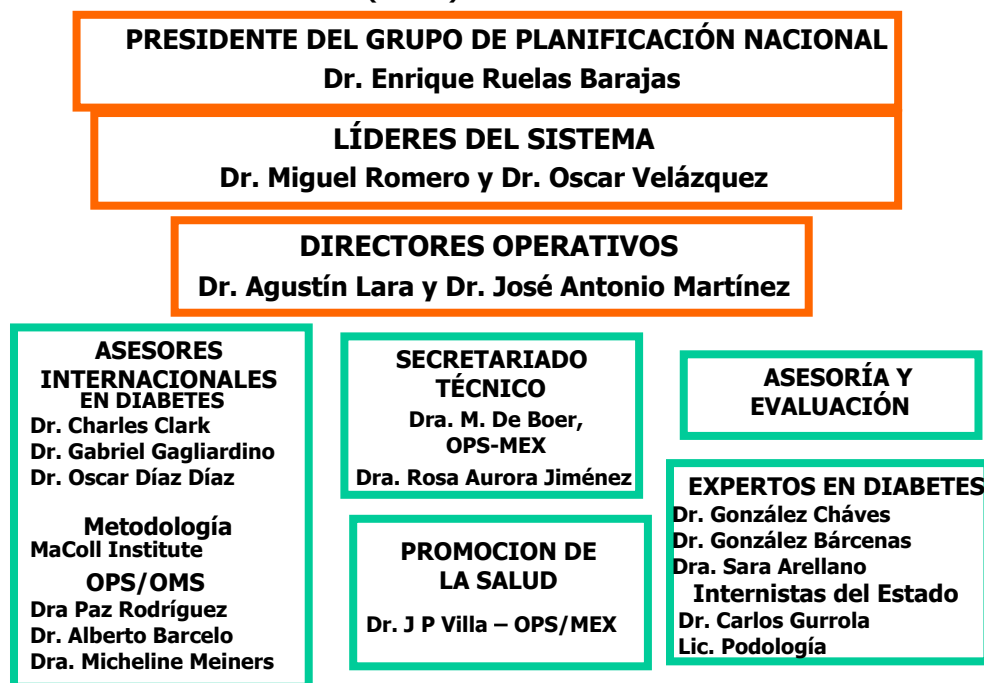 PRESIDENTE DEL GRUPO DE PLANIFICACIÓN NACIONAL
Dr. Enrique Ruelas Barajas
LÍDERES DEL SISTEMA
Dr. Miguel Romero y Dr. Oscar Velázquez
DIRECTORES OPERATIVOS
Dr. Agustín Lara y Dr. José Antonio Martínez
ASESORES
INTERNACIONALES
EN DIABETES
Dr. Charles Clark
Dr. Gabriel Gagliardino
Dr. Oscar Díaz Díaz
Metodología
MaColl Institute
OPS/OMS
Dra Paz Rodríguez
Dr. Alberto Barcelo
Dra. Micheline Meiners
SECRETARIADO
TÉCNICO
Dra. M. De Boer,
OPS-MEX
Dra. Rosa Aurora Jiménez
PROMOCION DE
LA SALUD
Dr. J P Villa – OPS/MEX
ASESORÍA Y
EVALUACIÓN
EXPERTOS EN DIABETES
Dr. González Cháves
Dr. González Bárcenas
Dra. Sara Arellano
Internistas del Estado
Dr. Carlos Gurrola
Lic. Podología